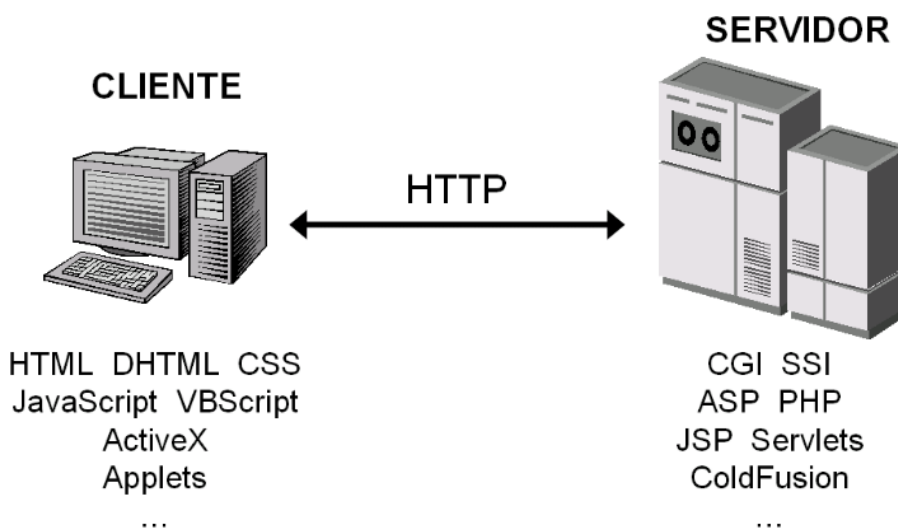 SERVIDOR
CLIENTE
HTTP
HTML DHTML CSS
JavaScript VBScript
ActiveX
Applets
...
CGI SSI
ASP PHP
JSP Servlets
ColdFusion
...